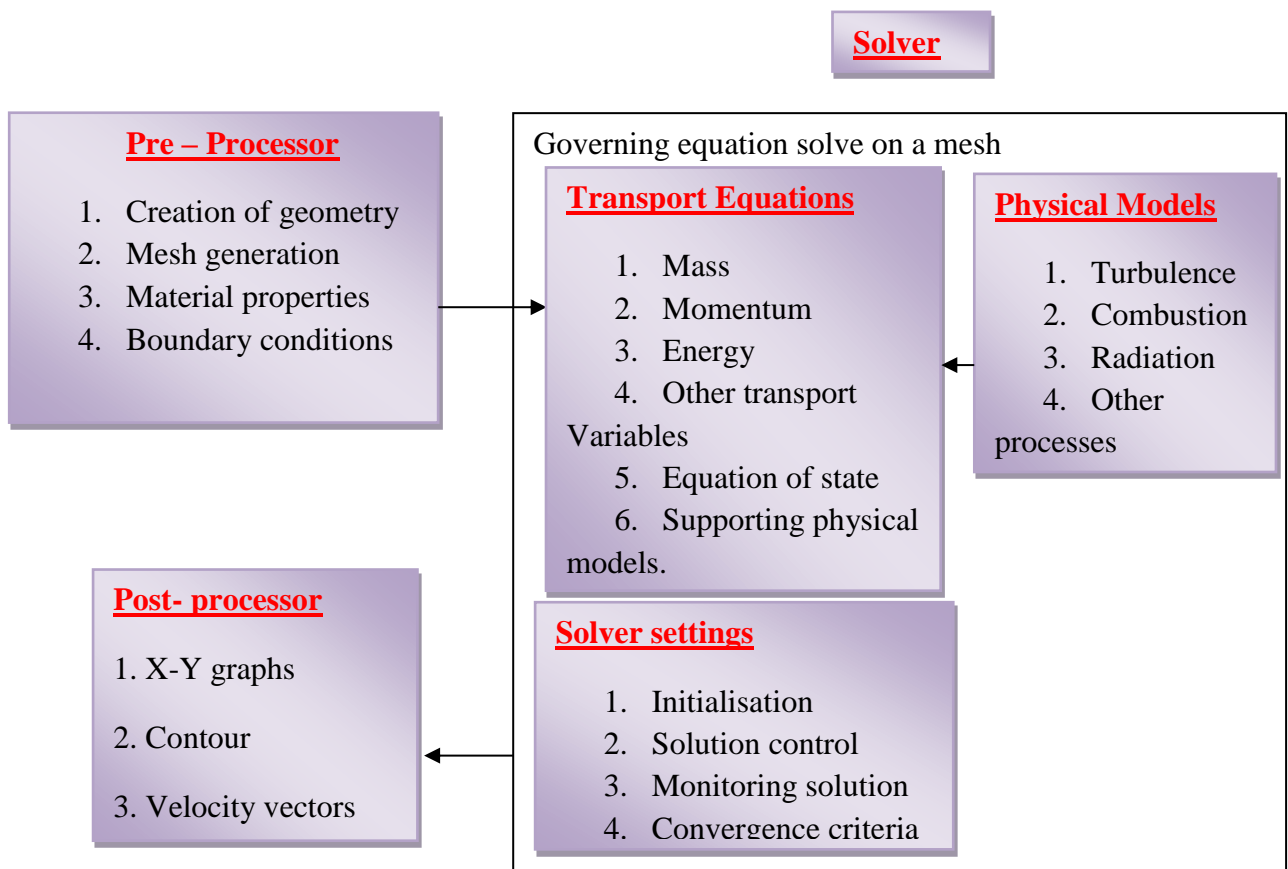 Solver
Pre – Processor
1. Creation of geometry
2. Mesh generation
3. Material properties
4. Boundary conditions
Governing equation solve on a mesh
Transport Equations
1. Mass
2. Momentum
3. Energy
4. Other transport
Variables
5. Equation of state
6. Supporting physical
models.
Physical Models
1. Turbulence
2. Combustion
3. Radiation
4. Other
processes
Post- processor
1. X-Y graphs
2. Contour
3. Velocity vectors
Solver settings
1. Initialisation
2. Solution control
3. Monitoring solution
4. Convergence criteria